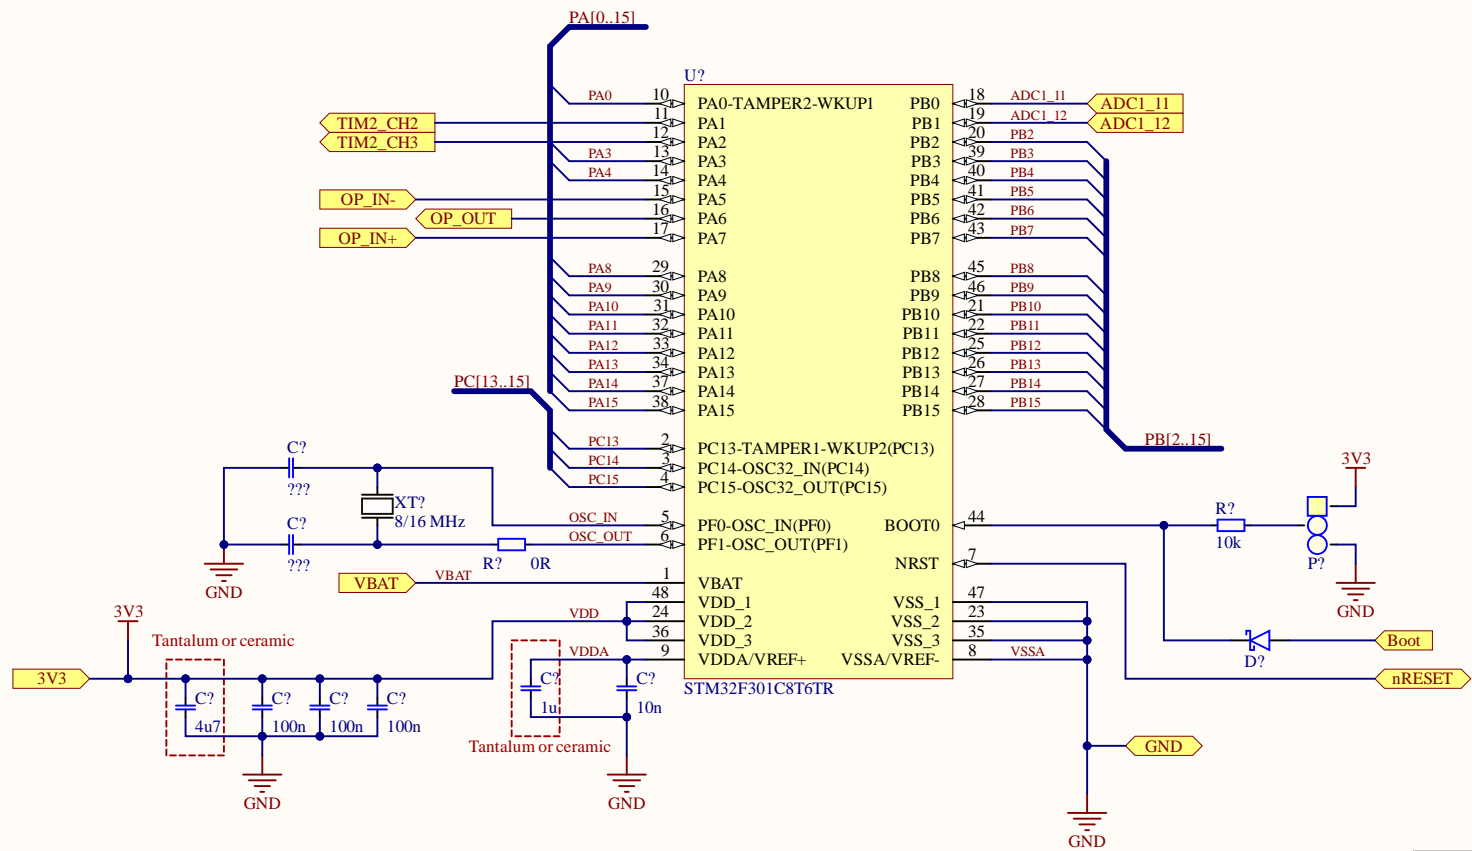 PA[0..15]
U?
PA0 10 PA0-TAMPER2-WKUP1 PB0 18 ADC1_11 ADC1_11
TIM2_CH2 11 PA1 PB1 19 ADC1_12 ADC1_12
TIM2_CH3 12 PA2 PB2 20 PB2
PA3 13 PA3 PB3 39 PB3
PA4 14 PA4 PB4 40 PB4
OP_IN- 15 PA5 PB5 41 PB5
OP_OUT 16 PA6 PB6 42 PB6
OP_IN+ 17 PA7 PB7 43 PB7
PA8 29 PA8 PB8 45 PB8
PA9 30 PA9 PB9 46 PB9
PA10 31 PA10 PB10 21 PB10
PA11 32 PA11 PB11 22 PB11
PA12 33 PA12 PB12 25 PB12
PA13 34 PA13 PB13 26 PB13
PC[13..15] PA14 37 PA14 PB14 27 PB14
PA15 38 PA15 PB15 28 PB15
PB[2..15]
PC13 2 PC13-TAMPER1-WKUP2(PC13)
PC14 3 PC14-OSC32_IN(PC14)
PC15 4 PC15-OSC32_OUT(PC15)
C?
???
XT?
8/16 MHz
OSC_IN 5 PF0-OSC_IN(PF0) BOOT0 44
C?
???
R? 0R
OSC_OUT 6 PF1-OSC_OUT(PF1)
GND
3V3
R?
10k
P?
GND
NRST 7
VBAT VBAT 1 VBAT
48 VDD_1 VSS_1 47
VDD 24 VDD_2 VSS_2 23
36 VDD_3 VSS_3 35
VDDA 9 VDDA/VREF+ VSSA/VREF- 8 VSSA
STM32F301C8T6TR
D?
Boot
nRESET
3V3
Tantalum or ceramic
3V3
C? C? C? C?
4u7 100n 100n 100n
GND
C? C?
1u 10n
Tantalum or ceramic
GND
GND
GND